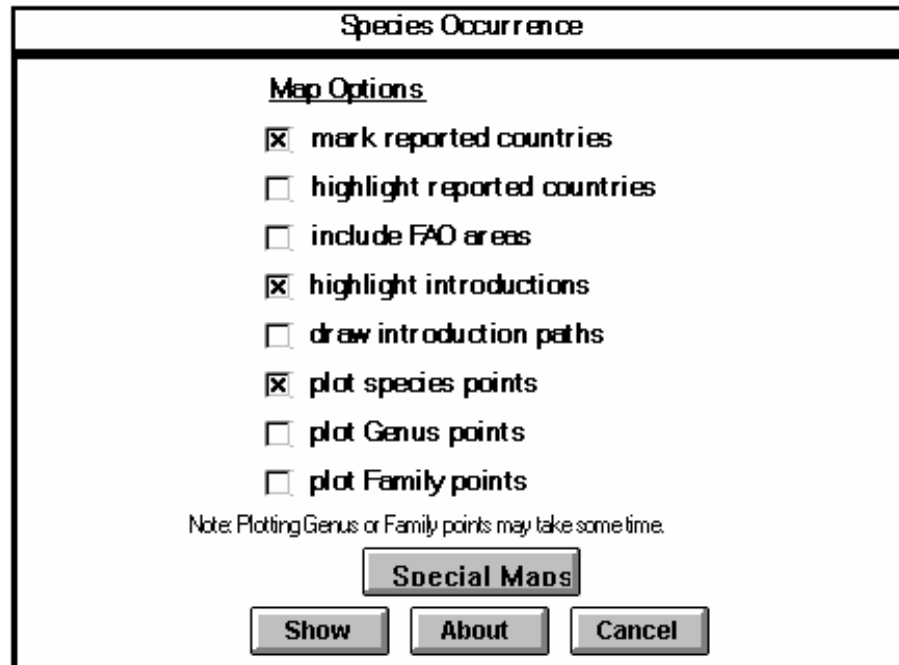 Species Occurrence
Map Options
mark reported countries
highlight reported countries
include FAO areas
highlight introductions
draw introduction paths
plot species points
plot Genus points
plot Family points
Note: Plotting Genus or Family points may take some time.
Special Maps
Show About Cancel